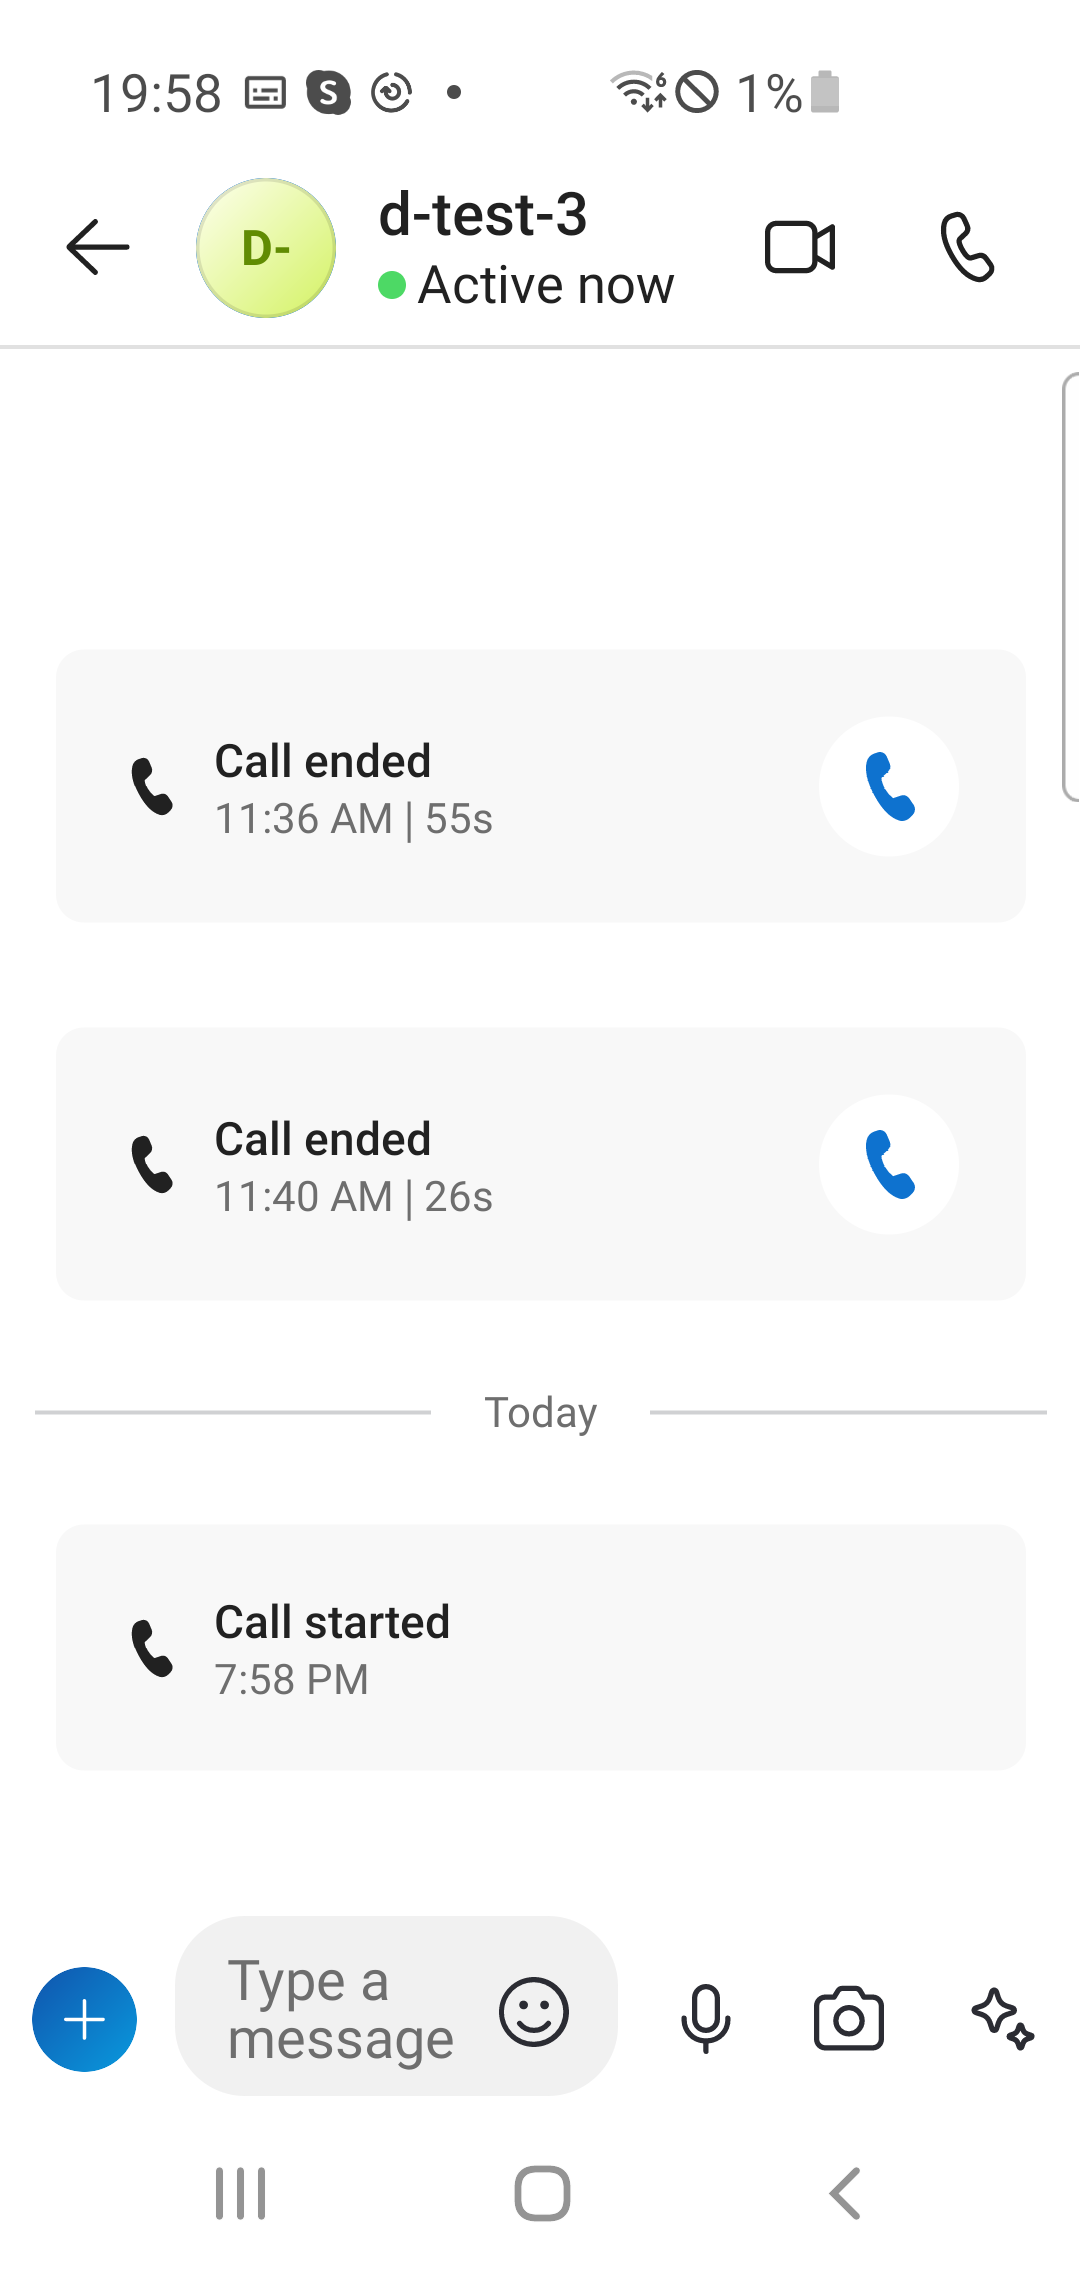 19:58 S 6 1%
D-
d-test-3
Active now
Call ended
11:36 AM | 55s
Call ended
11:40 AM | 26s
Today
Call started
7:58 PM
Type a
message